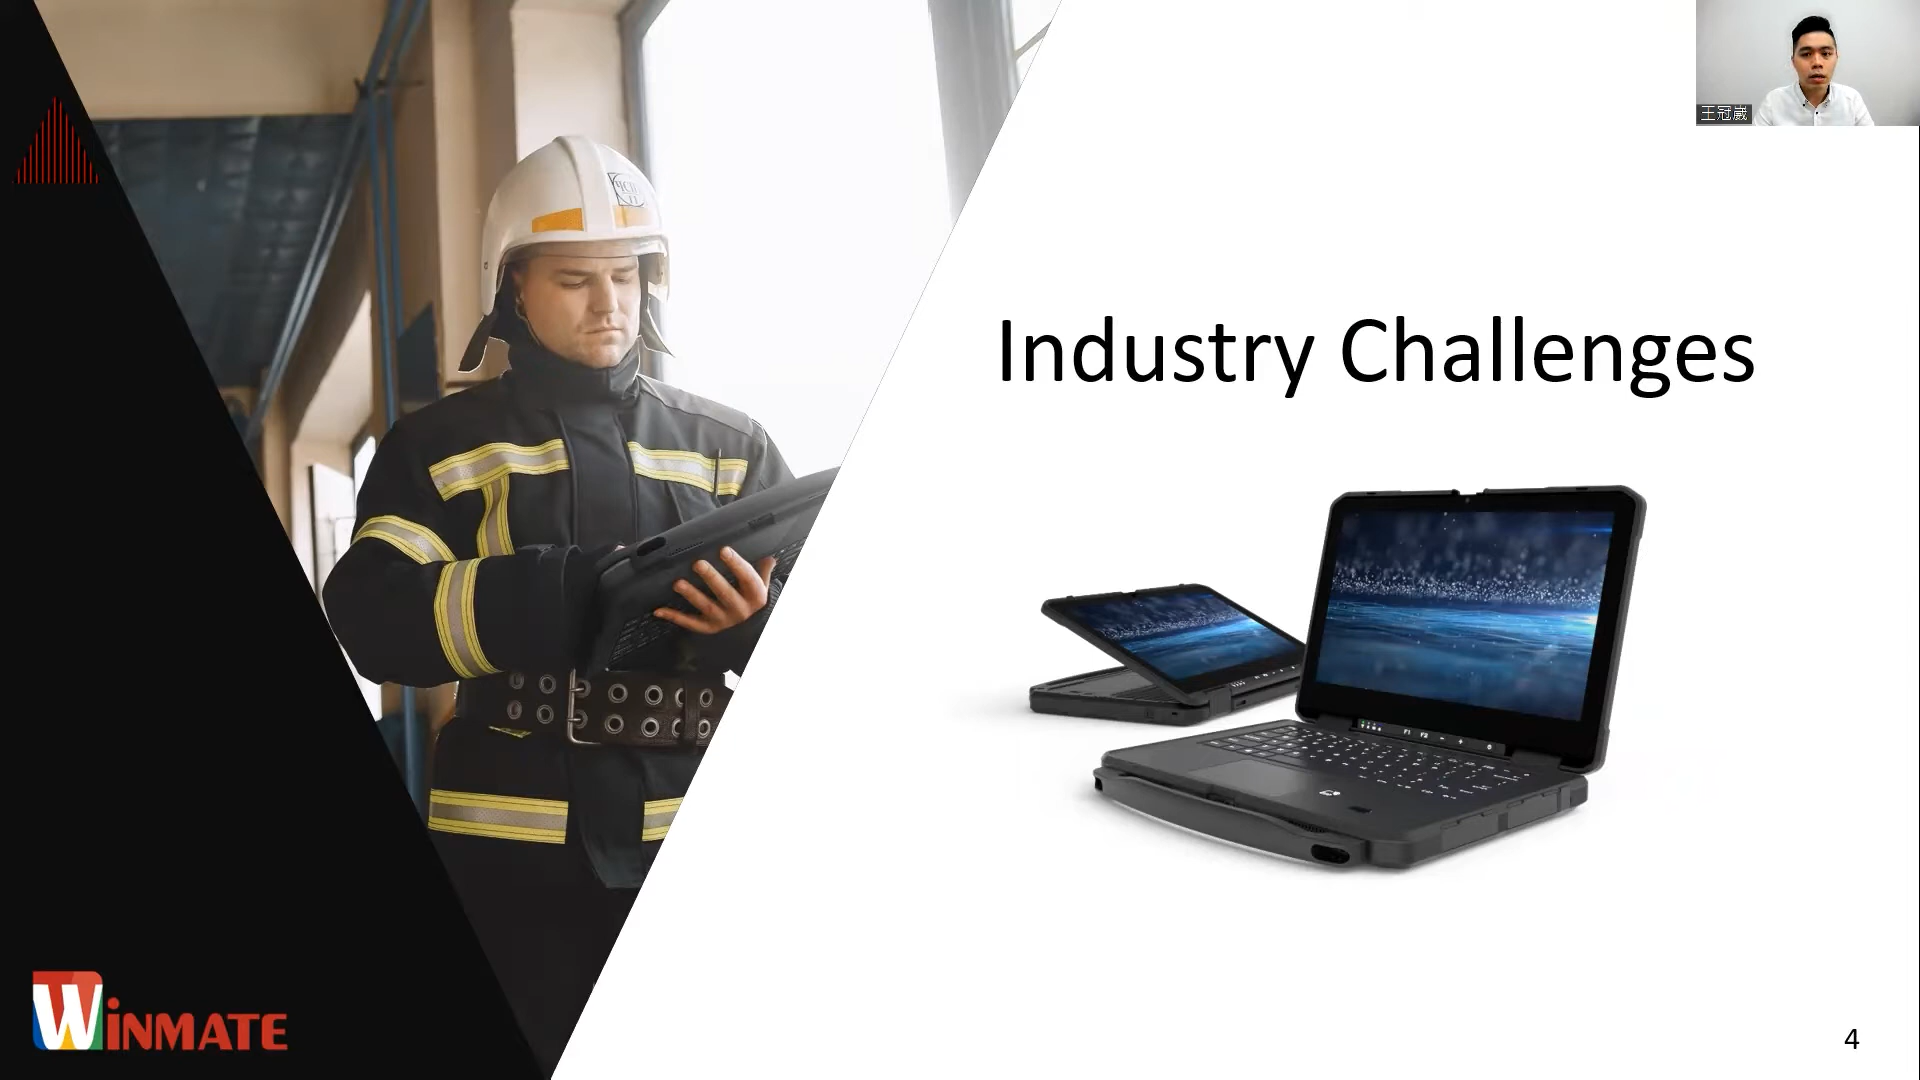 王冠崴
Industry Challenges
WINMATE
4